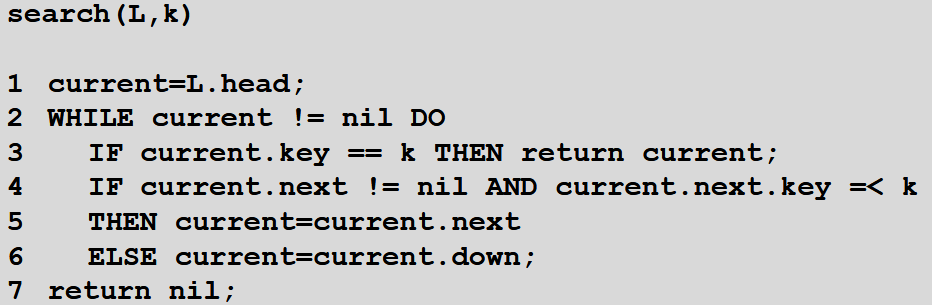 search(L,k)
1 current=L.head;
2 WHILE current != nil DO
3 IF current.key == k THEN return current;
4 IF current.next != nil AND current.next.key =< k
5 THEN current=current.next
6 ELSE current=current.down;
7 return nil;